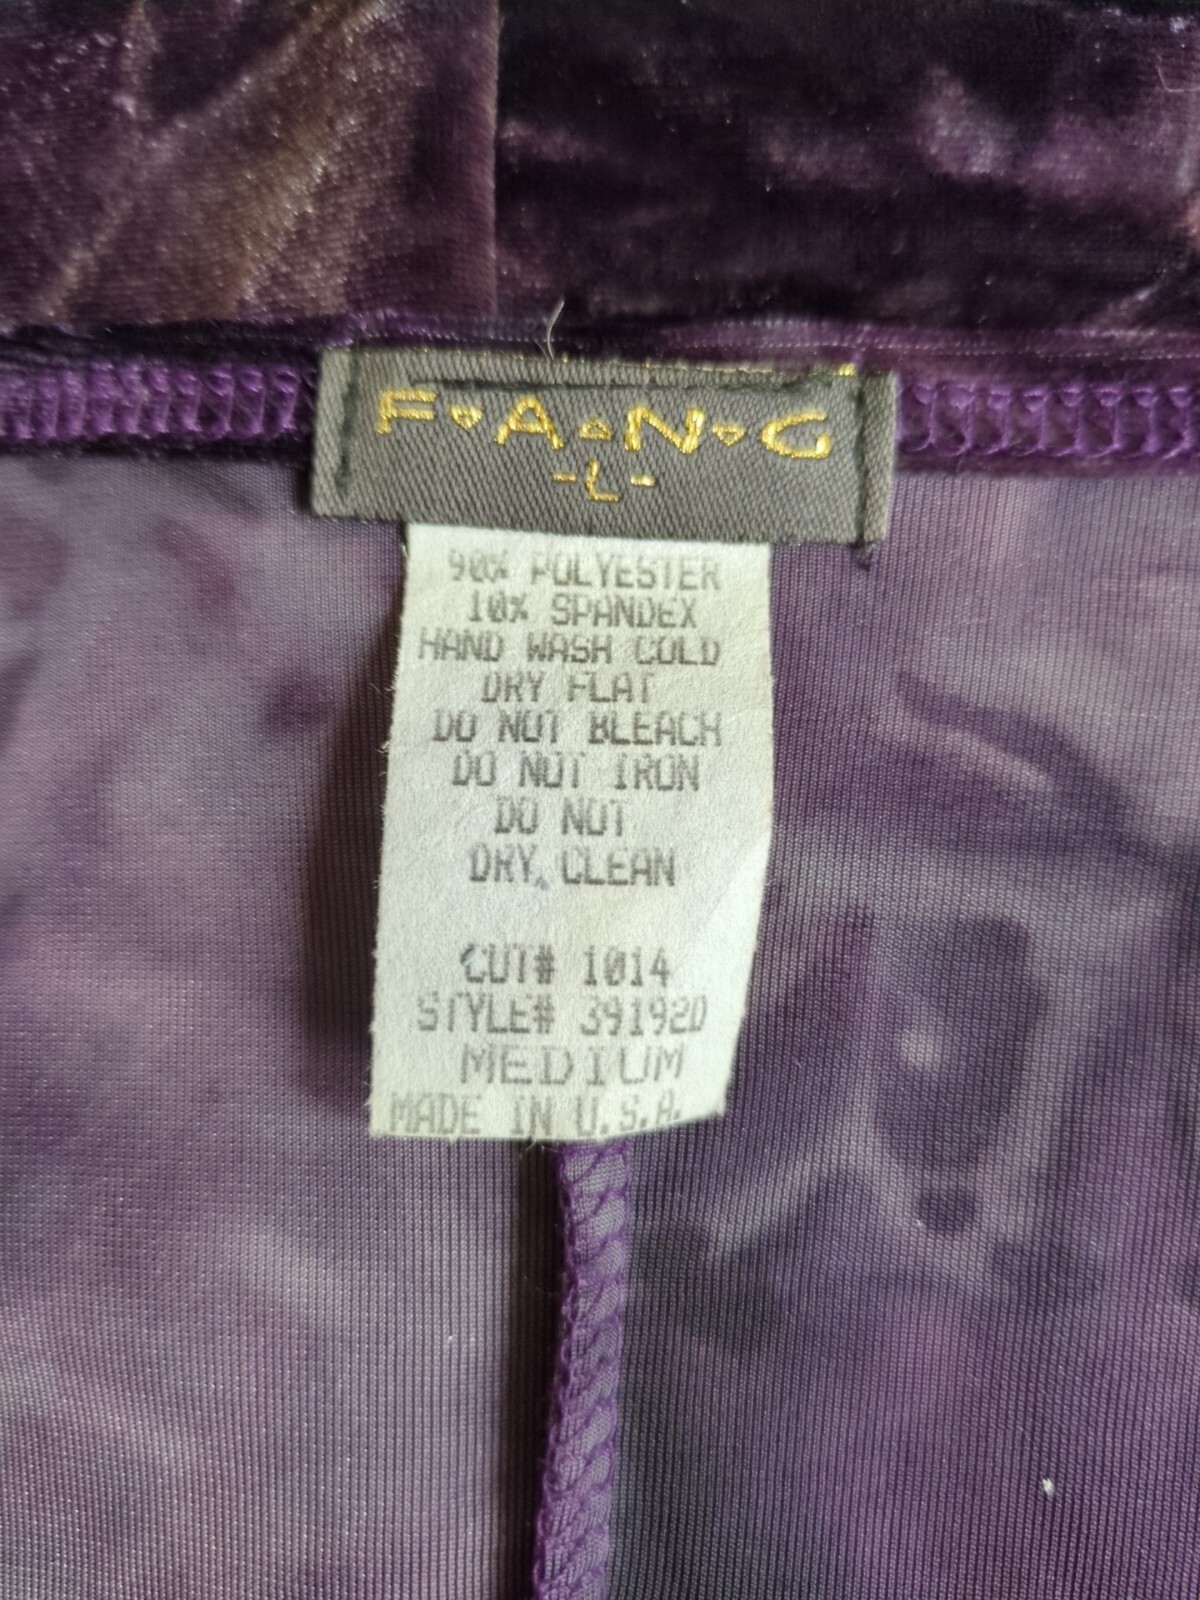 F♥A♥N♥G
-L-
90% POLYESTER
10% SPANDEX
HAND WASH COLD
DRY FLAT
DO NOT BLEACH
DO NOT IRON
DO NOT
DRY CLEAN
CUT# 1014
STYLE# 391920
MEDIUM
MADE IN U.S.A.